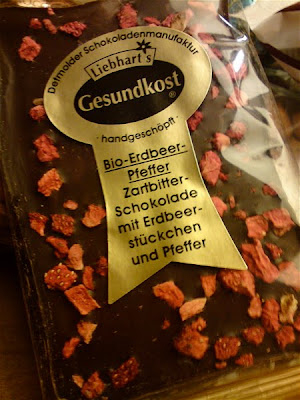 Detmolder Schokoladenmanufaktur
Liebhart's
Gesundkost®
· handgeschöpft ·
Bio-Erdbeer-
Pfeffer
Zartbitter-
Schokolade
mit Erdbeer-
stückchen
und Pfeffer